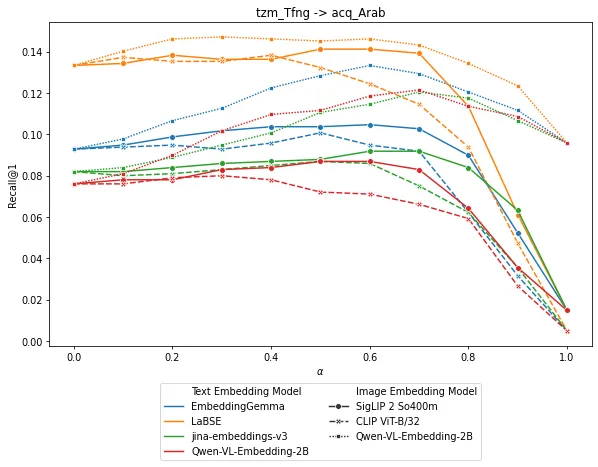 tzm_Tfng -> acq_Arab
Recall@1
0.14
0.12
0.10
0.08
0.06
0.04
0.02
0.00
0.0 0.2 0.4 0.6 0.8 1.0
α
Text Embedding Model
EmbeddingGemma
LaBSE
jina-embeddings-v3
Qwen-VL-Embedding-2B
Image Embedding Model
SigLIP 2 So400m
CLIP ViT-B/32
Qwen-VL-Embedding-2B